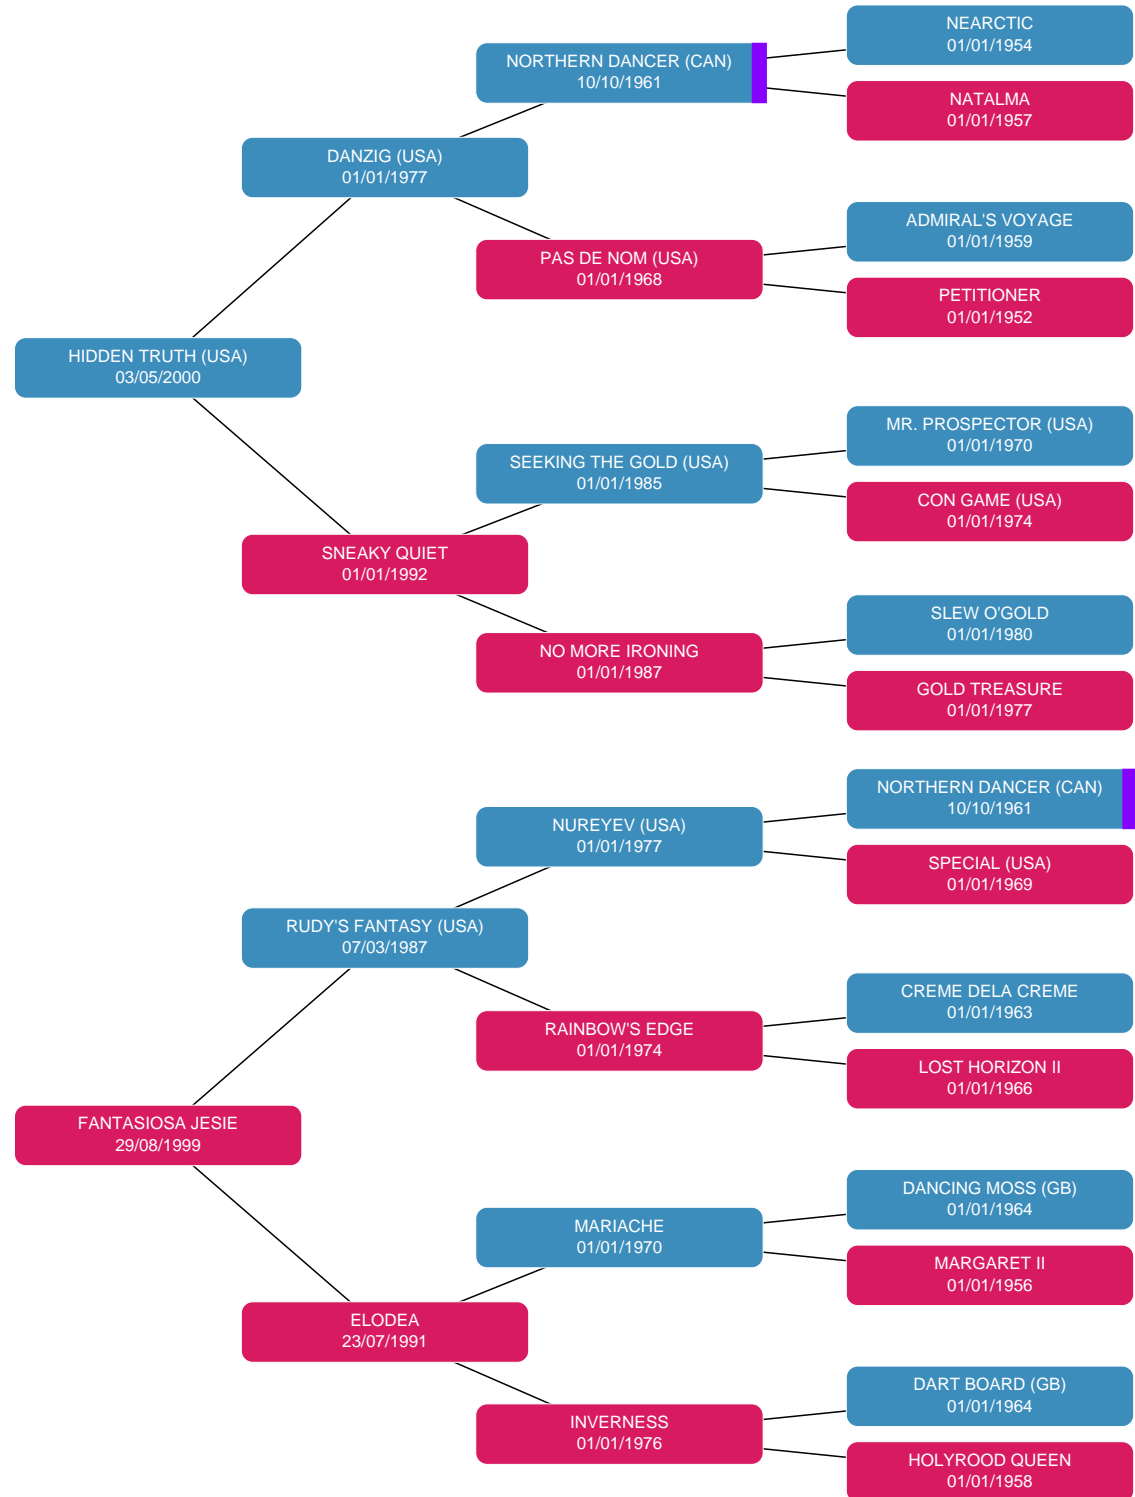 NEARCTIC
01/01/1954
NORTHERN DANCER (CAN)
10/10/1961
NATALMA
01/01/1957
DANZIG (USA)
01/01/1977
ADMIRAL'S VOYAGE
01/01/1959
PAS DE NOM (USA)
01/01/1968
PETITIONER
01/01/1952
HIDDEN TRUTH (USA)
03/05/2000
MR. PROSPECTOR (USA)
01/01/1970
SEEKING THE GOLD (USA)
01/01/1985
CON GAME (USA)
01/01/1974
SNEAKY QUIET
01/01/1992
SLEW O'GOLD
01/01/1980
NO MORE IRONING
01/01/1987
GOLD TREASURE
01/01/1977
NORTHERN DANCER (CAN)
10/10/1961
NUREYEV (USA)
01/01/1977
SPECIAL (USA)
01/01/1969
RUDY'S FANTASY (USA)
07/03/1987
CREME DELA CREME
01/01/1963
RAINBOW'S EDGE
01/01/1974
LOST HORIZON II
01/01/1966
FANTASIOSA JESIE
29/08/1999
DANCING MOSS (GB)
01/01/1964
MARIACHE
01/01/1970
MARGARET II
01/01/1956
ELODEA
23/07/1991
DART BOARD (GB)
01/01/1964
INVERNESS
01/01/1976
HOLYROOD QUEEN
01/01/1958